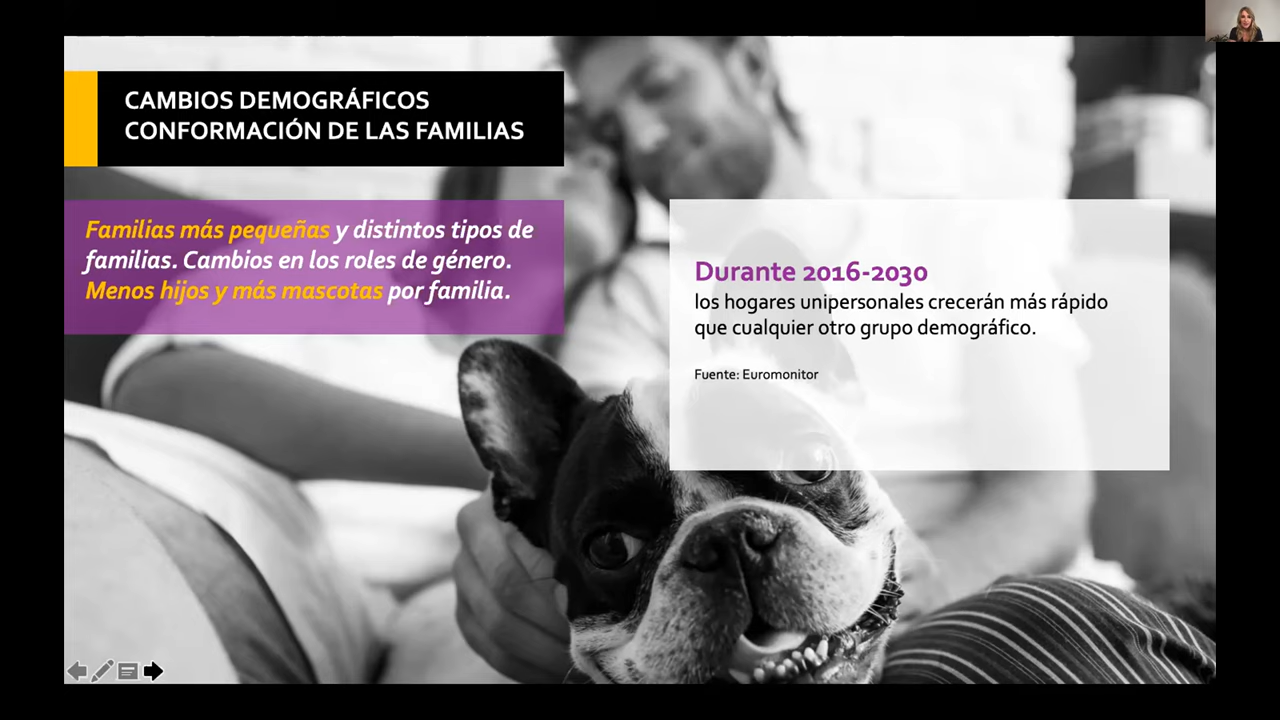 CAMBIOS DEMOGRÁFICOS
CONFORMACIÓN DE LAS FAMILIAS
Familias más pequeñas y distintos tipos de
familias. Cambios en los roles de género.
Menos hijos y más mascotas por familia.
Durante 2016-2030
los hogares unipersonales crecerán más rápido
que cualquier otro grupo demográfico.
Fuente: Euromonitor